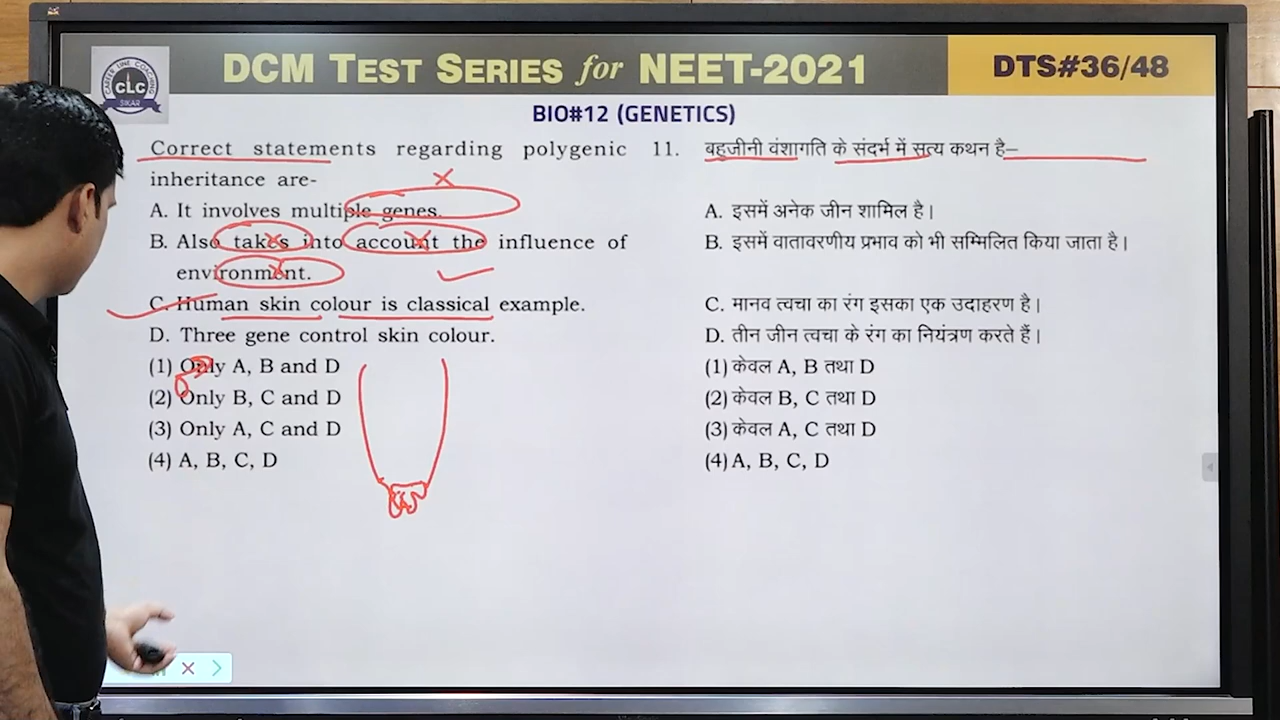 CAREER LINE COACHING
CLC
SIKAR
DCM TEST SERIES for NEET-2021
DTS#36/48
BIO#12 (GENETICS)
Correct statements regarding polygenic
inheritance are-
A. It involves multiple genes.
B. Also takes into account the influence of
environment.
C. Human skin colour is classical example.
D. Three gene control skin colour.
(1) Only A, B and D
(2) Only B, C and D
(3) Only A, C and D
(4) A, B, C, D
11. बहुजीनी वंशागति के संदर्भ में सत्य कथन है–
A. इसमें अनेक जीन शामिल है।
B. इसमें वातावरणीय प्रभाव को भी सम्मिलित किया जाता है।
C. मानव त्वचा का रंग इसका एक उदाहरण है।
D. तीन जीन त्वचा के रंग का नियंत्रण करते हैं।
(1) केवल A, B तथा D
(2) केवल B, C तथा D
(3) केवल A, C तथा D
(4) A, B, C, D